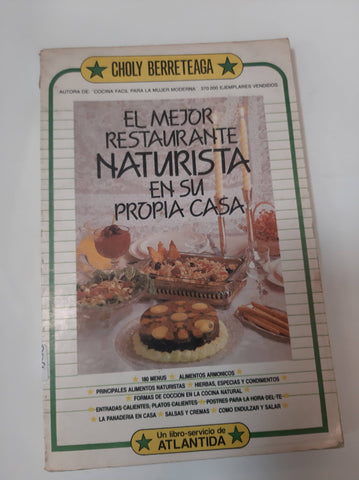 CHOLY BERRETEAGA
AUTORA DE: "COCINA FACIL PARA LA MUJER MODERNA" 370.000 EJEMPLARES VENDIDOS
EL MEJOR
RESTAURANTE
NATURISTA
EN SU
PROPIA CASA
180 MENUS ALIMENTOS ARMONICOS
PRINCIPALES ALIMENTOS NATURISTAS HIERBAS, ESPECIAS Y CONDIMENTOS
FORMAS DE COCCION EN LA COCINA NATURAL
ENTRADAS CALIENTES, PLATOS CALIENTES POSTRES PARA LA HORA DEL TE
LA PANADERIA EN CASA SALSAS Y CREMAS COMO ENDULZAR Y SALAR
Un libro-servicio de
ATLANTIDA